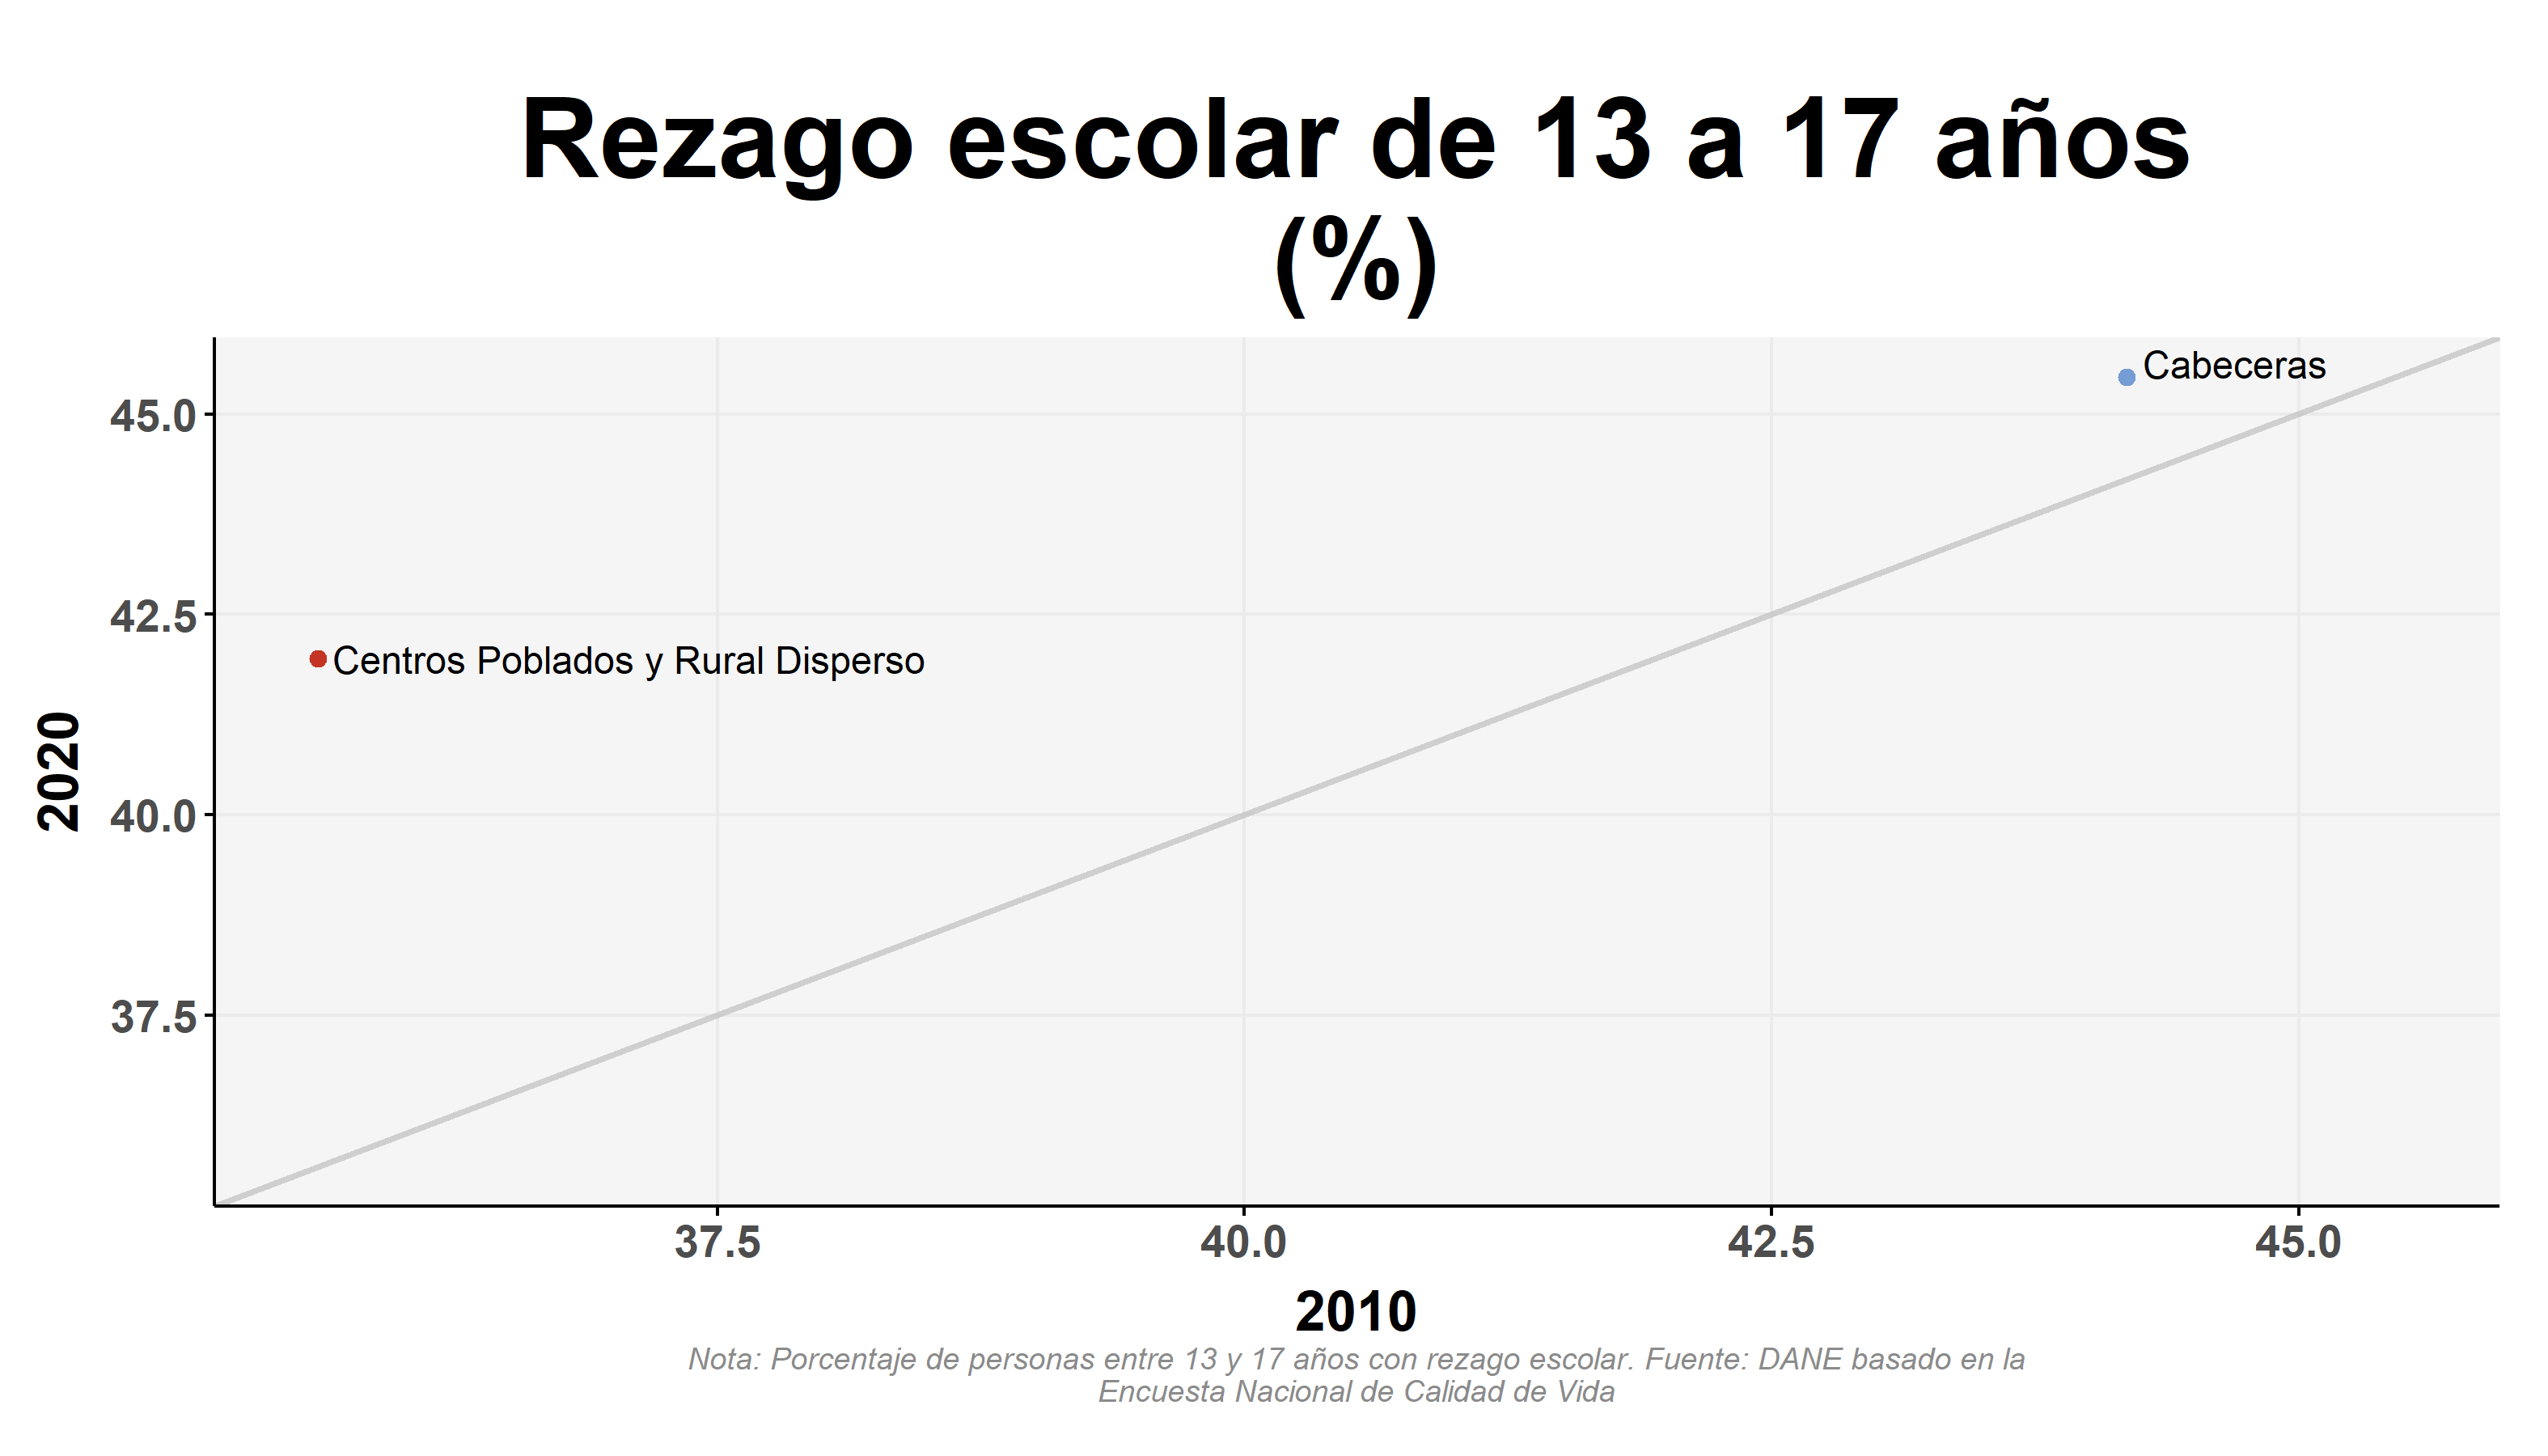 Rezago escolar de 13 a 17 años
(%)
Cabeceras
45.0
42.5
Centros Poblados y Rural Disperso
2020
40.0
37.5
37.5
40.0
42.5
45.0
2010
Nota: Porcentaje de personas entre 13 y 17 años con rezago escolar. Fuente: DANE basado en la
Encuesta Nacional de Calidad de Vida